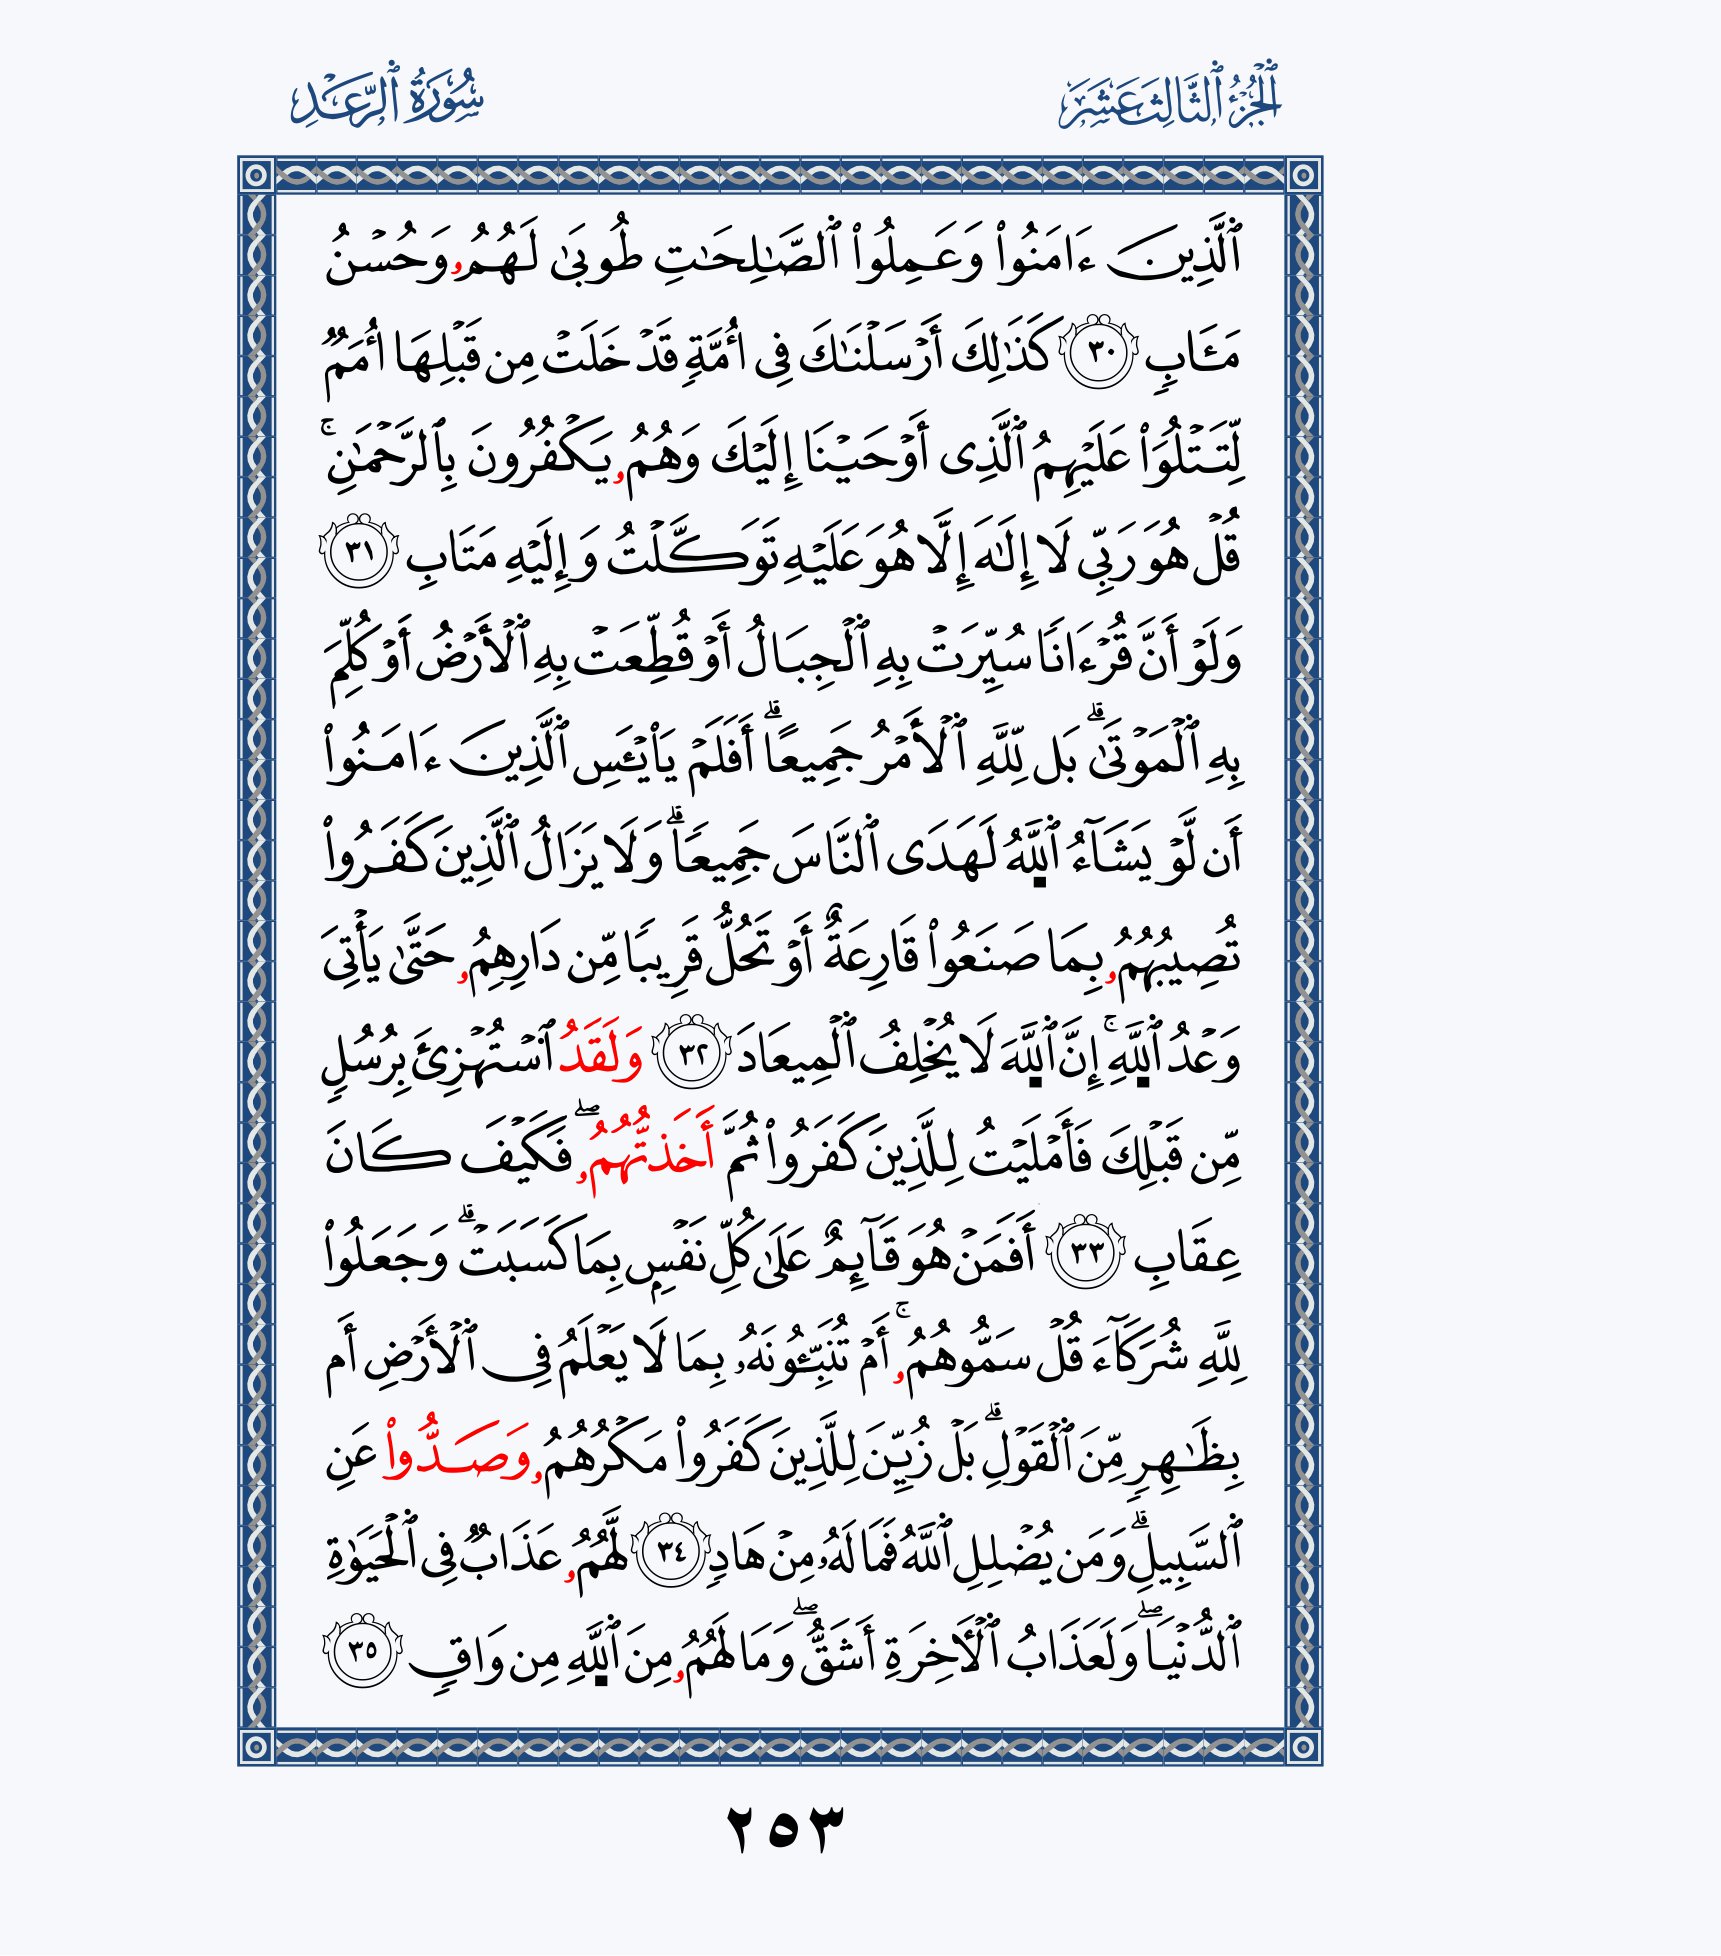 ٱلْجُزْءُ ٱلثَّالِثَ عَشَرَ
سُورَةُ ٱلرَّعْدِ
ٱلَّذِينَ ءَامَنُوا۟ وَعَمِلُوا۟ ٱلصَّٰلِحَٰتِ طُوبَىٰ لَهُمُۥ وَحُسْنُ
مَـَٔابٍ ٣٠ كَذَٰلِكَ أَرْسَلْنَٰكَ فِى أُمَّةٍ قَدْ خَلَتْ مِن قَبْلِهَا أُمَمٌ
لِّتَتْلُوَا۟ عَلَيْهِمُ ٱلَّذِى أَوْحَيْنَا إِلَيْكَ وَهُمُۥ يَكْفُرُونَ بِٱلرَّحْمَٰنِ ۚ
قُلْ هُوَ رَبِّى لَا إِلَٰهَ إِلَّا هُوَ عَلَيْهِ تَوَكَّلْتُ وَإِلَيْهِ مَتَابِ ٣١
وَلَوْ أَنَّ قُرْءَانًا سُيِّرَتْ بِهِ ٱلْجِبَالُ أَوْ قُطِّعَتْ بِهِ ٱلْأَرْضُ أَوْ كُلِّمَ
بِهِ ٱلْمَوْتَىٰ ۗ بَل لِّلَّهِ ٱلْأَمْرُ جَمِيعًا ۗ أَفَلَمْ يَا۟يْـَٔسِ ٱلَّذِينَ ءَامَنُوا۟
أَن لَّوْ يَشَآءُ ٱللَّهُ لَهَدَى ٱلنَّاسَ جَمِيعًا ۗ وَلَا يَزَالُ ٱلَّذِينَ كَفَرُوا۟
تُصِيبُهُمُۥ بِمَا صَنَعُوا۟ قَارِعَةٌ أَوْ تَحُلُّ قَرِيبًا مِّن دَارِهِمُۥ حَتَّىٰ يَأْتِىَ
وَعْدُ ٱللَّهِ ۚ إِنَّ ٱللَّهَ لَا يُخْلِفُ ٱلْمِيعَادَ ٣٢ وَلَقَدُ ٱسْتُهْزِئَ بِرُسُلٍ
مِّن قَبْلِكَ فَأَمْلَيْتُ لِلَّذِينَ كَفَرُوا۟ ثُمَّ أَخَذتُّهُمُۥ ۖ فَكَيْفَ كَانَ
عِقَابِ ٣٣ أَفَمَنْ هُوَ قَآئِمٌ عَلَىٰ كُلِّ نَفْسٍ بِمَا كَسَبَتْ ۗ وَجَعَلُوا۟
لِلَّهِ شُرَكَآءَ قُلْ سَمُّوهُمُۥ ۚ أَمْ تُنَبِّـُٔونَهُۥ بِمَا لَا يَعْلَمُ فِى ٱلْأَرْضِ أَم
بِظَٰهِرٍ مِّنَ ٱلْقَوْلِ ۗ بَلْ زُيِّنَ لِلَّذِينَ كَفَرُوا۟ مَكْرُهُمُۥ وَصَدُّوا۟ عَنِ
ٱلسَّبِيلِ ۗ وَمَن يُضْلِلِ ٱللَّهُ فَمَا لَهُۥ مِنْ هَادٍ ٣٤ لَّهُمُۥ عَذَابٌ فِى ٱلْحَيَوٰةِ
ٱلدُّنْيَا ۖ وَلَعَذَابُ ٱلْأَخِرَةِ أَشَقُّ ۖ وَمَا لَهُمُۥ مِنَ ٱللَّهِ مِن وَاقٍ ٣٥
٢٥٣